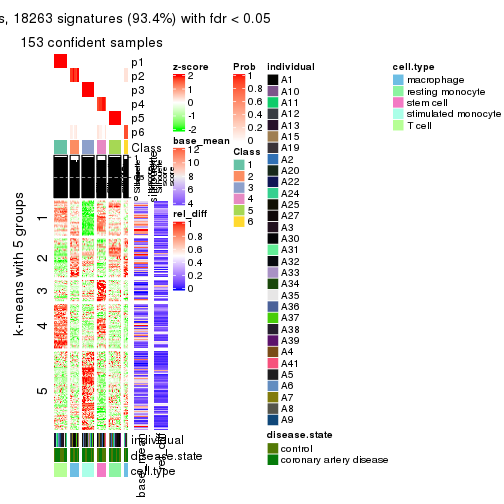 s, 18263 signatures (93.4%) with fdr < 0.05
153 confident samples
p1
p2
p3
p4
p5
p6
Class
1
2
3
4
5
k-means with 5 groups
individual
disease.state
cell.type
z-score
2
1
0
-1
-2
base_mean
12
10
8
6
4
rel_diff
1
0.8
0.6
0.4
0.2
0
Prob
1
0.8
0.6
0.4
0.2
0
Class
1
2
3
4
5
6
individual
A1
A10
A11
A12
A13
A15
A19
A2
A20
A22
A24
A25
A27
A3
A30
A31
A32
A33
A34
A35
A36
A37
A38
A39
A4
A41
A5
A6
A7
A8
A9
disease.state
control
coronary artery disease
cell.type
macrophage
resting monocyte
stem cell
stimulated monocyte
T cell